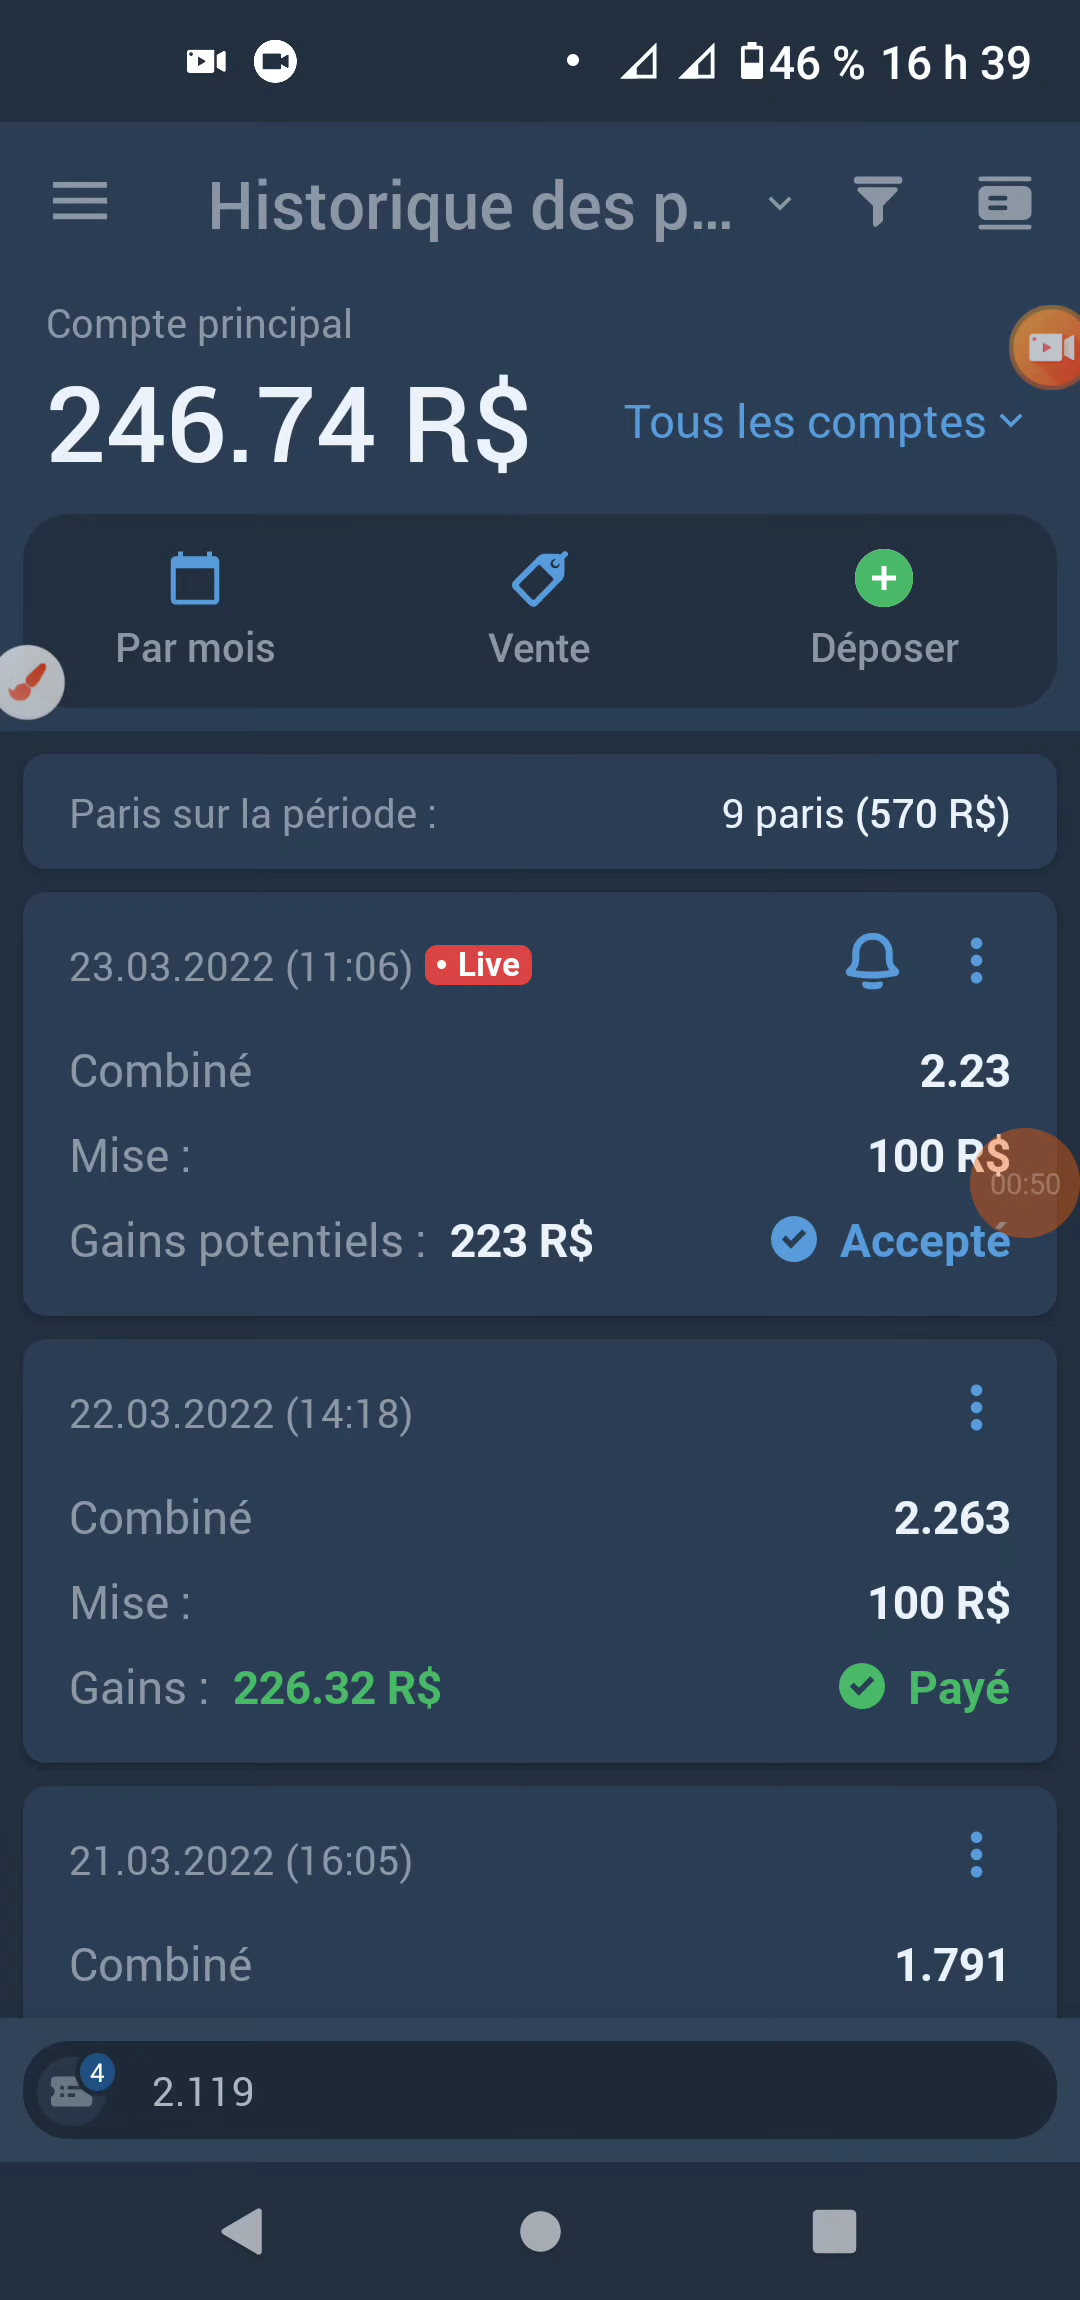 46 % 16 h 39
Historique des p...
Compte principal
246.74 R$
Tous les comptes
Par mois
Vente
Déposer
Paris sur la période :
9 paris (570 R$)
23.03.2022 (11:06) • Live
Combiné
2.23
Mise :
100 R$
00:50
Gains potentiels : 223 R$
Accepté
22.03.2022 (14:18)
Combiné
2.263
Mise :
100 R$
Gains : 226.32 R$
Payé
21.03.2022 (16:05)
Combiné
1.791
4
2.119